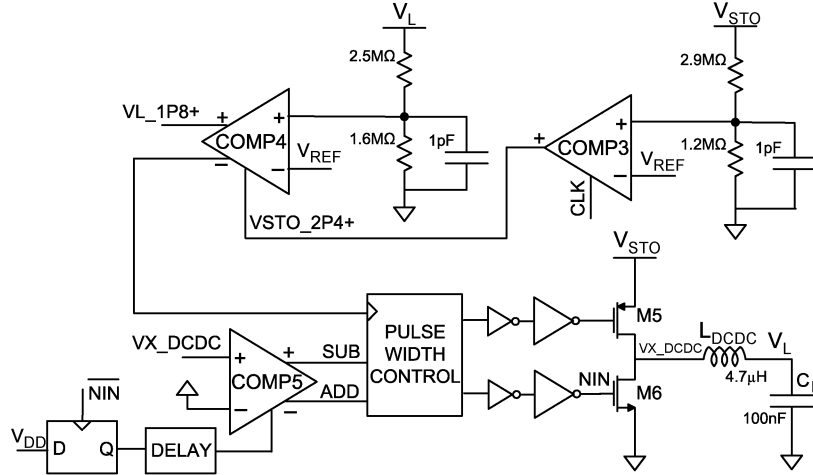 V_L
V_STO
2.5MΩ
2.9MΩ
VL_1P8+
+
COMP4
+
V_REF
1.6MΩ
1pF
+
COMP3
+
V_REF
1.2MΩ
1pF
CLK
VSTO_2P4+
V_STO
M5
PULSE
WIDTH
CONTROL
VX_DCDC
+
+
SUB
COMP5
ADD
VX_DCDC
L_DCDC
V_L
4.7μH
NIN
M6
100nF
NIN
V_DD
D
Q
DELAY